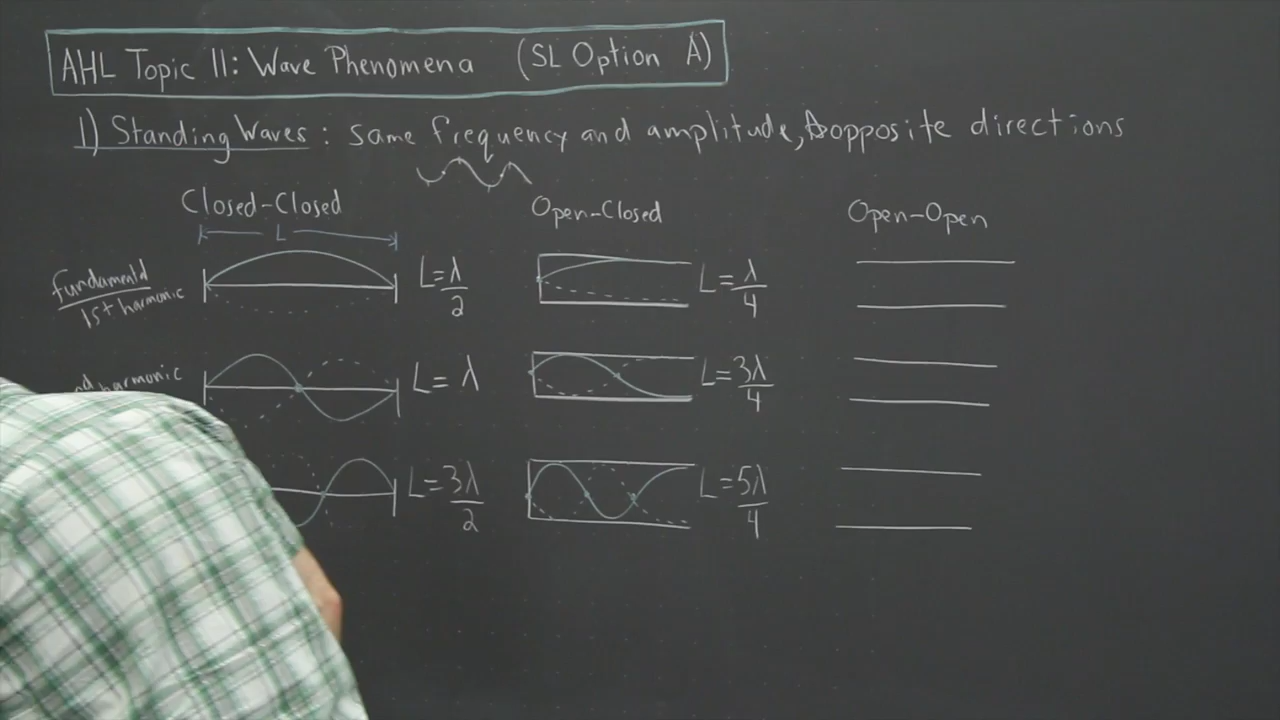 AHL Topic 11: Wave Phenomena (SL Option A)
1) Standing Waves: same frequency and amplitude, opposite directions
Closed-Closed Open-Closed Open-Open
L
fundamental L=λ/2 L=λ/4
1st harmonic
nd harmonic L=λ L=3λ/4
L=3λ/2 L=5λ/4